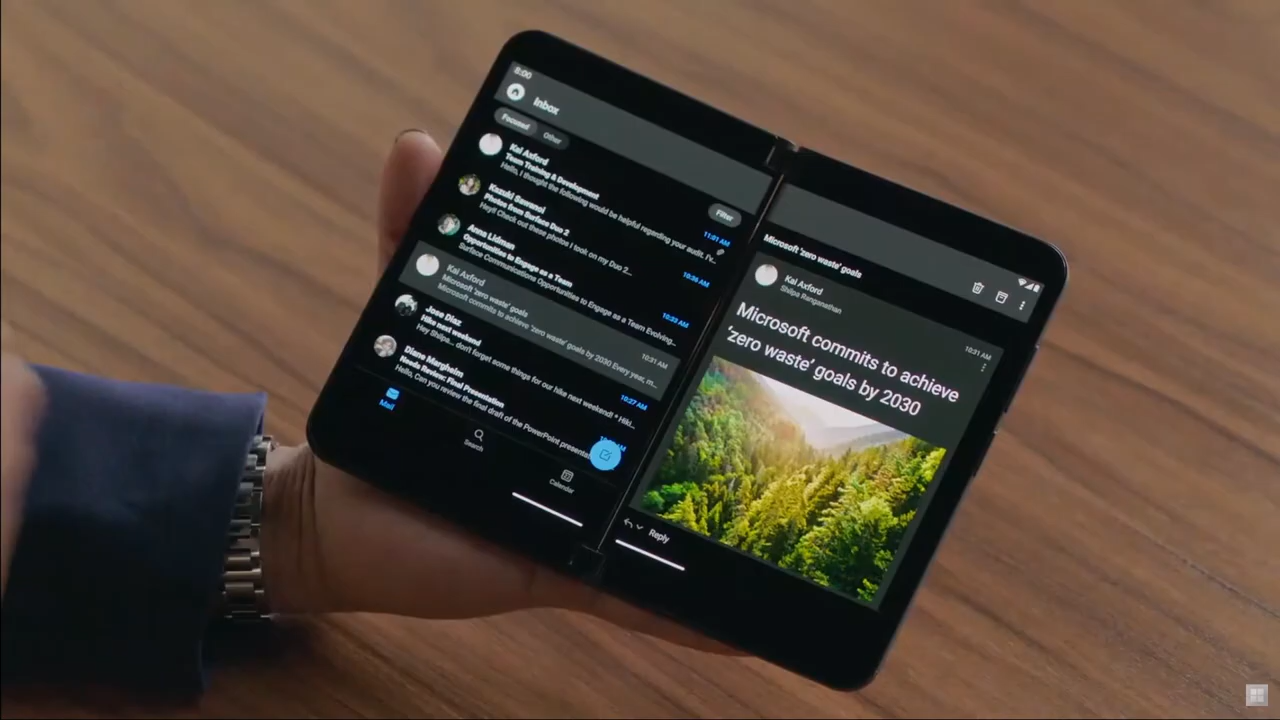 8:00
Inbox
Focused
Other
Filter
Kai Axford
Team Training & Development
Hello, I thought the following would be helpful regarding your audit. I've...
11:01 AM
Kazuki Sawanoi
Photos from Surface Duo 2
Hey!! Check out these photos I took on my Duo 2...
10:36 AM
Anna Lidman
Opportunities to Engage as a Team
Surface Communications Opportunities to Engage as a Team Evolving...
10:33 AM
Kai Axford
Microsoft 'zero waste' goals
Microsoft commits to achieve 'zero waste' goals by 2030 Every year, m...
10:31 AM
Jose Diaz
Hike next weekend
Hey Shilpa... don't forget some things for our hike next weekend! * Hiki...
10:27 AM
Diane Margheim
Needs Review: Final Presentation
Hello, Can you review the final draft of the PowerPoint presentat
Mail
Search
Calendar
Microsoft 'zero waste' goals
Kai Axford
Shilpa Ranganathan
10:31 AM
Microsoft commits to achieve
'zero waste' goals by 2030
Reply